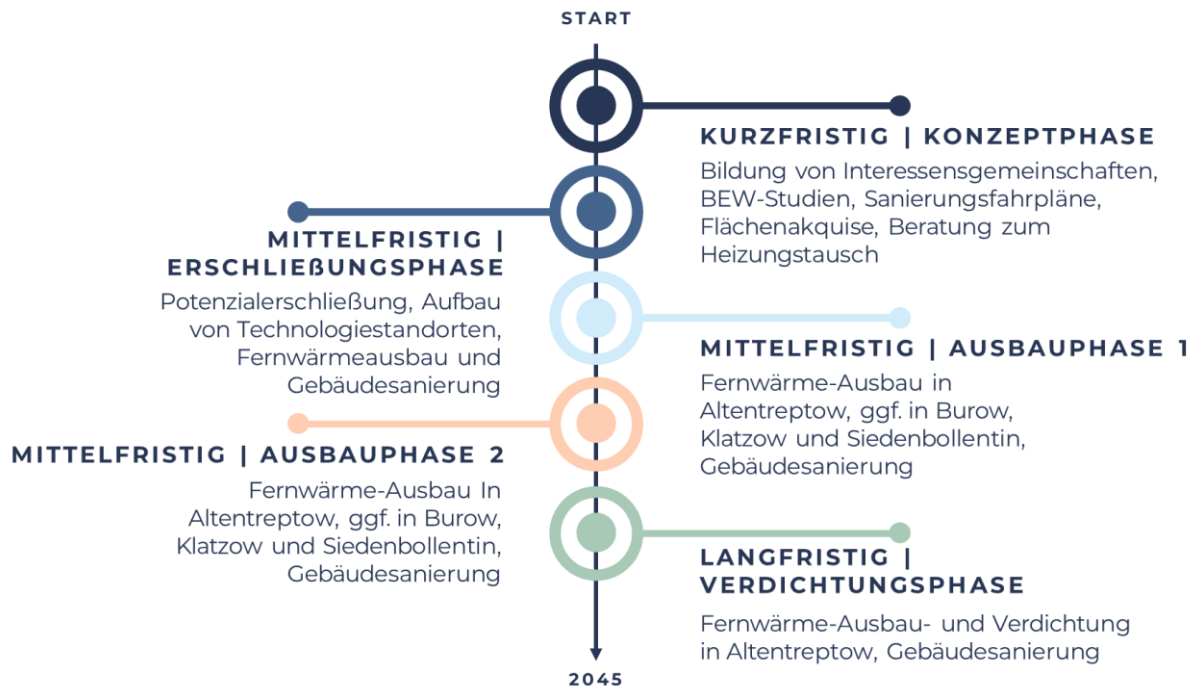 START
KURZFRISTIG | KONZEPTPHASE
Bildung von Interessensgemeinschaften,
BEW-Studien, Sanierungsfahrpläne,
Flächenakquise, Beratung zum
Heizungstausch
MITTELFRISTIG |
ERSCHLIEßUNGSPHASE
Potenzialerschließung, Aufbau
von Technologiestandorten,
Fernwärmeausbau und
Gebäudesanierung
MITTELFRISTIG | AUSBAUPHASE 1
Fernwärme-Ausbau in
Altentreptow, ggf. in Burow,
Klatzow und Siedenbollentin,
Gebäudesanierung
MITTELFRISTIG | AUSBAUPHASE 2
Fernwärme-Ausbau In
Altentreptow, ggf. in Burow,
Klatzow und Siedenbollentin,
Gebäudesanierung
LANGFRISTIG |
VERDICHTUNGSPHASE
Fernwärme-Ausbau- und Verdichtung
in Altentreptow, Gebäudesanierung
2045